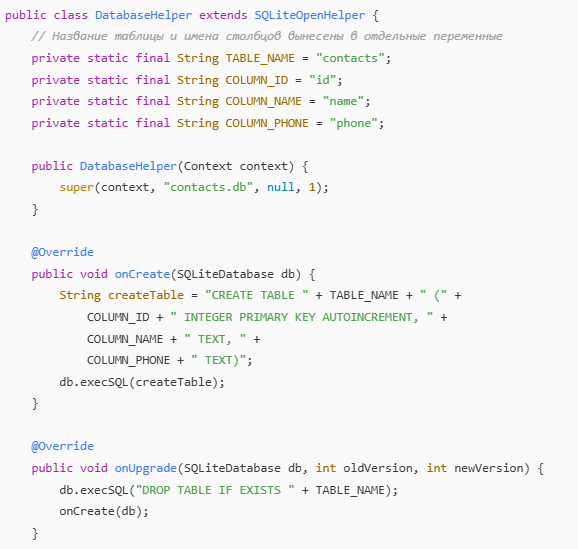 public class DatabaseHelper extends SQLiteOpenHelper {
// Название таблицы и имена столбцов вынесены в отдельные переменные
private static final String TABLE_NAME = "contacts";
private static final String COLUMN_ID = "id";
private static final String COLUMN_NAME = "name";
private static final String COLUMN_PHONE = "phone";
public DatabaseHelper(Context context) {
super(context, "contacts.db", null, 1);
}
@Override
public void onCreate(SQLiteDatabase db) {
String createTable = "CREATE TABLE " + TABLE_NAME + " (" +
COLUMN_ID + " INTEGER PRIMARY KEY AUTOINCREMENT, " +
COLUMN_NAME + " TEXT, " +
COLUMN_PHONE + " TEXT)";
db.execSQL(createTable);
}
@Override
public void onUpgrade(SQLiteDatabase db, int oldVersion, int newVersion) {
db.execSQL("DROP TABLE IF EXISTS " + TABLE_NAME);
onCreate(db);
}